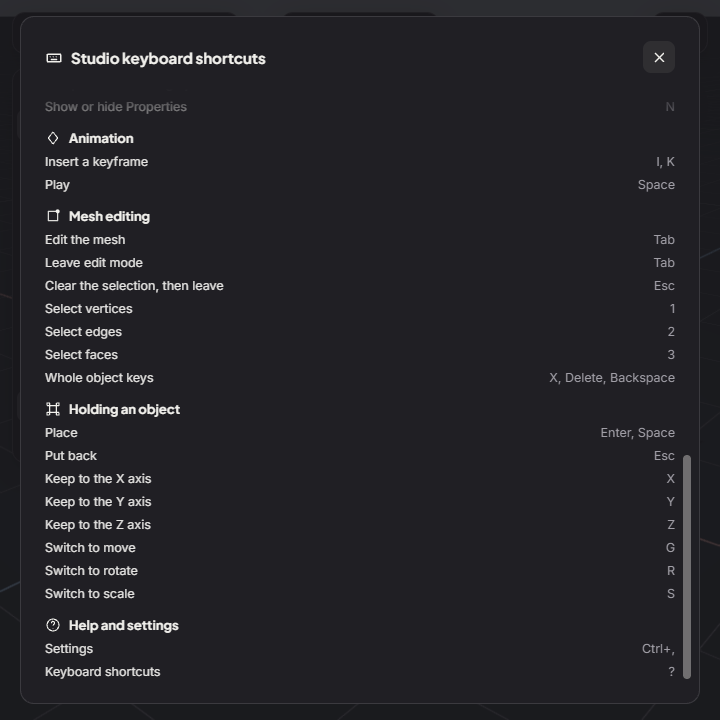 Studio keyboard shortcuts
Show or hide Properties N
Animation
Insert a keyframe I, K
Play Space
Mesh editing
Edit the mesh Tab
Leave edit mode Tab
Clear the selection, then leave Esc
Select vertices 1
Select edges 2
Select faces 3
Whole object keys X, Delete, Backspace
Holding an object
Place Enter, Space
Put back Esc
Keep to the X axis X
Keep to the Y axis Y
Keep to the Z axis Z
Switch to move G
Switch to rotate R
Switch to scale S
Help and settings
Settings Ctrl+,
Keyboard shortcuts ?